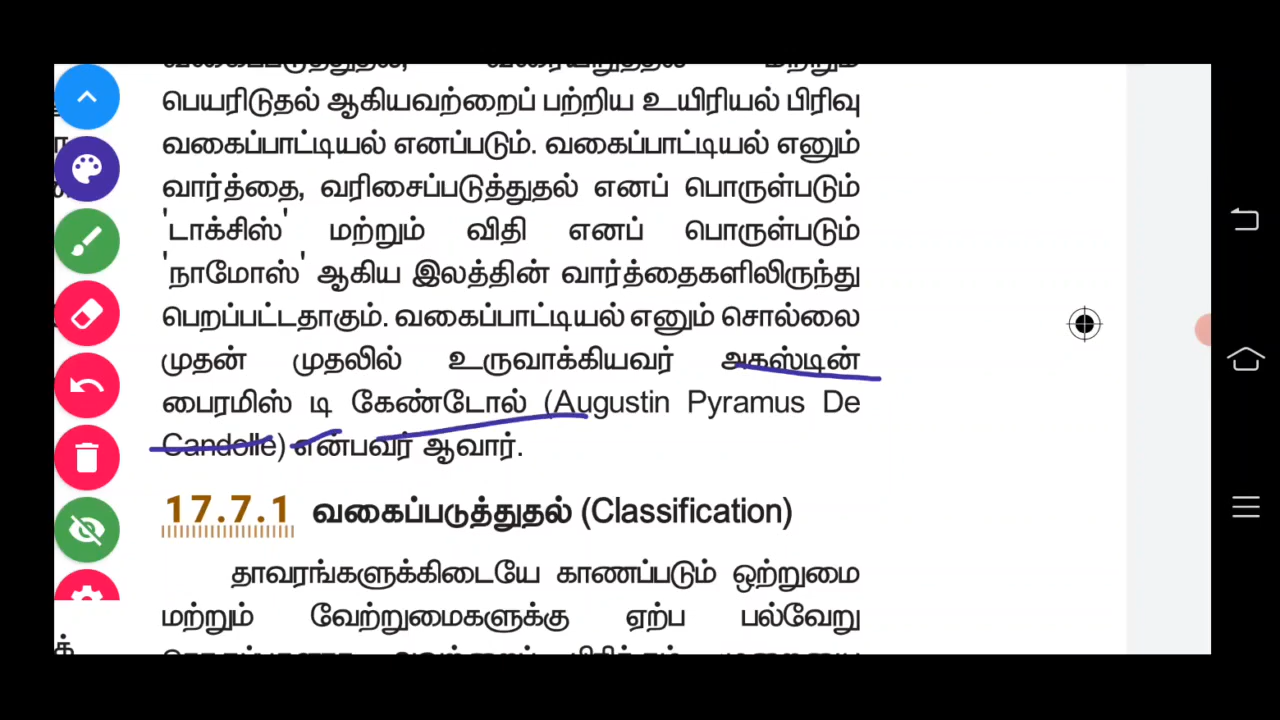 பெயரிடுதல் ஆகியவற்றைப் பற்றிய உயிரியல் பிரிவு
வகைப்பாட்டியல் எனப்படும். வகைப்பாட்டியல் எனும்
வார்த்தை, வரிசைப்படுத்துதல் எனப் பொருள்படும்
'டாக்சிஸ்' மற்றும் விதி எனப் பொருள்படும்
'நாமோஸ்' ஆகிய இலத்தின் வார்த்தைகளிலிருந்து
பெறப்பட்டதாகும். வகைப்பாட்டியல் எனும் சொல்லை
முதன் முதலில் உருவாக்கியவர் அகஸ்டின்
பைரமிஸ் டி கேண்டோல் (Augustin Pyramus De
Candolle) என்பவர் ஆவார்.
17.7.1 வகைப்படுத்துதல் (Classification)
தாவரங்களுக்கிடையே காணப்படும் ஒற்றுமை
மற்றும் வேற்றுமைகளுக்கு ஏற்ப பல்வேறு